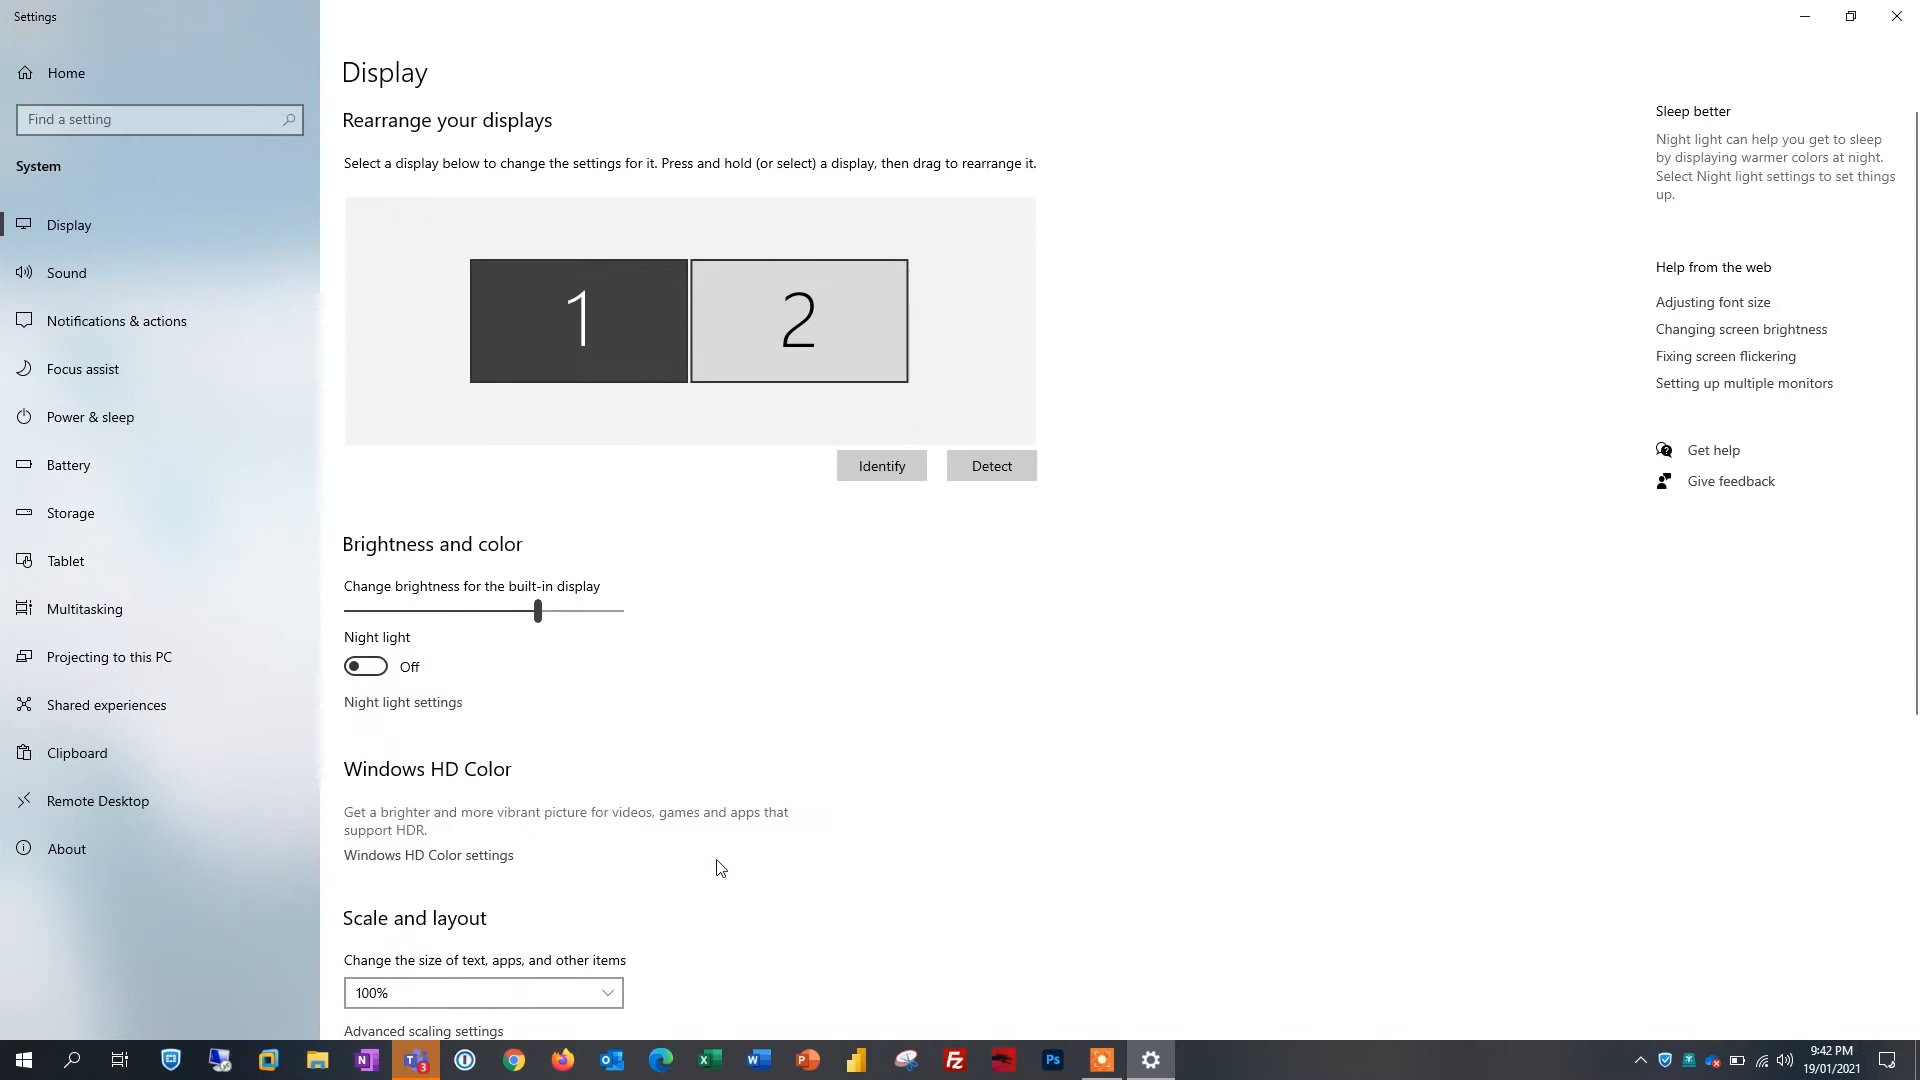 Settings
Home
Find a setting
System
Display
Sound
Notifications & actions
Focus assist
Power & sleep
Battery
Storage
Tablet
Multitasking
Projecting to this PC
Shared experiences
Clipboard
Remote Desktop
About
Display
Rearrange your displays
Select a display below to change the settings for it. Press and hold (or select) a display, then drag to rearrange it.
1
2
Identify
Detect
Brightness and color
Change brightness for the built-in display
Night light
Off
Night light settings
Windows HD Color
Get a brighter and more vibrant picture for videos, games and apps that
support HDR.
Windows HD Color settings
Scale and layout
Change the size of text, apps, and other items
100%
Advanced scaling settings
Sleep better
Night light can help you get to sleep
by displaying warmer colors at night.
Select Night light settings to set things
up.
Help from the web
Adjusting font size
Changing screen brightness
Fixing screen flickering
Setting up multiple monitors
Get help
Give feedback
N
T
3
X
W
P
FZ
Ps
9:42 PM
19/01/2021